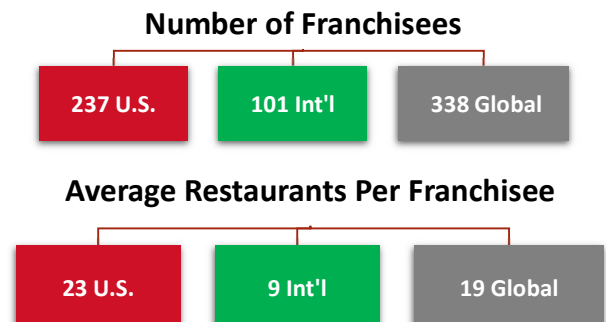 Number of Franchisees
237 U.S. 101 Int'l 338 Global
Average Restaurants Per Franchisee
23 U.S. 9 Int'l 19 Global